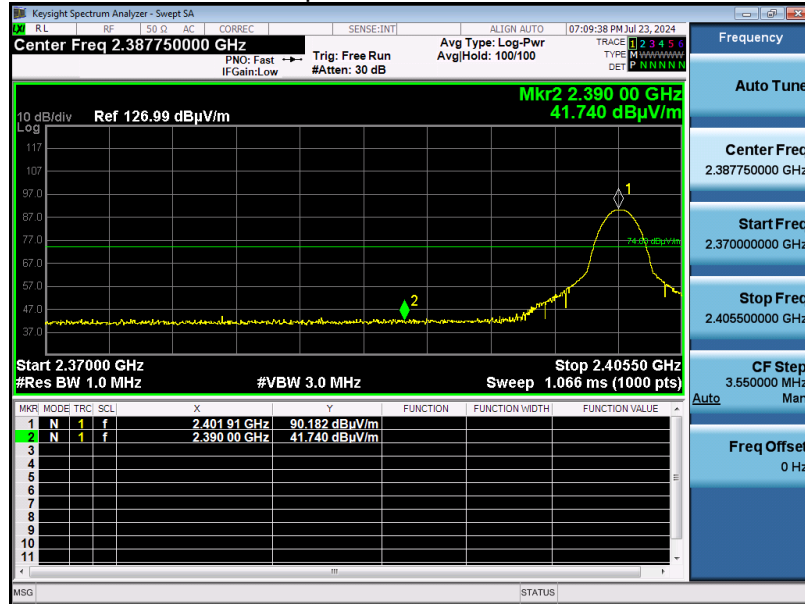 Keysight Spectrum Analyzer - Swept SA
LXI RL RF 50 Ω AC CORREC SENSE:INT ALIGN AUTO 07:09:38 PM Jul 23, 2024
Center Freq 2.387750000 GHz
PNO: Fast
IFGain:Low
Trig: Free Run
#Atten: 30 dB
Avg Type: Log-Pwr
Avg|Hold: 100/100
TRACE 1 2 3 4 5 6
TYPE M W W W W W
DET P N N N N N
Mkr2 2.390 00 GHz
41.740 dBµV/m
10 dB/div Ref 126.99 dBµV/m
Log
117
107
97.0
87.0
77.0
67.0
57.0
47.0
37.0
1
74.00 dBµV/m
2
Start 2.37000 GHz Stop 2.40550 GHz
#Res BW 1.0 MHz #VBW 3.0 MHz Sweep 1.066 ms (1000 pts)
MKR MODE TRC SCL X Y FUNCTION FUNCTION WIDTH FUNCTION VALUE
1 N 1 f 2.401 91 GHz 90.182 dBµV/m
2 N 1 f 2.390 00 GHz 41.740 dBµV/m
3
4
5
6
7
8
9
10
11
MSG STATUS
Frequency
Auto Tune
Center Freq
2.387750000 GHz
Start Freq
2.370000000 GHz
Stop Freq
2.405500000 GHz
CF Step
3.550000 MHz
Auto Man
Freq Offset
0 Hz